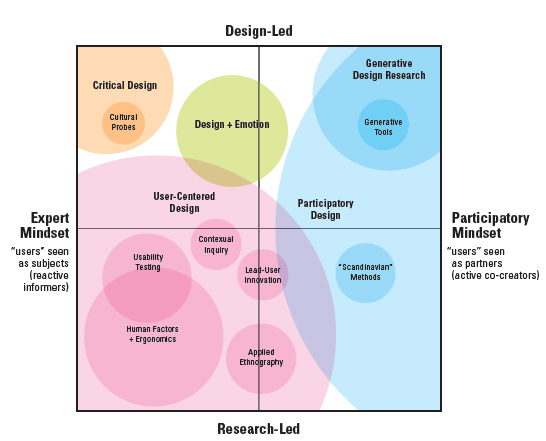 Design-Led
Generative
Design Research
Critical Design
Cultural
Probes
Design + Emotion
Generative
Tools
User-Centered
Design
Participatory
Design
Expert
Mindset
"users" seen
as subjects
(reactive
informers)
Participatory
Mindset
"users" seen
as partners
(active co-creators)
Contexual
Inquiry
Usability
Testing
Lead-User
Innovation
"Scandinavian"
Methods
Human Factors
+ Ergonomics
Applied
Ethnography
Research-Led